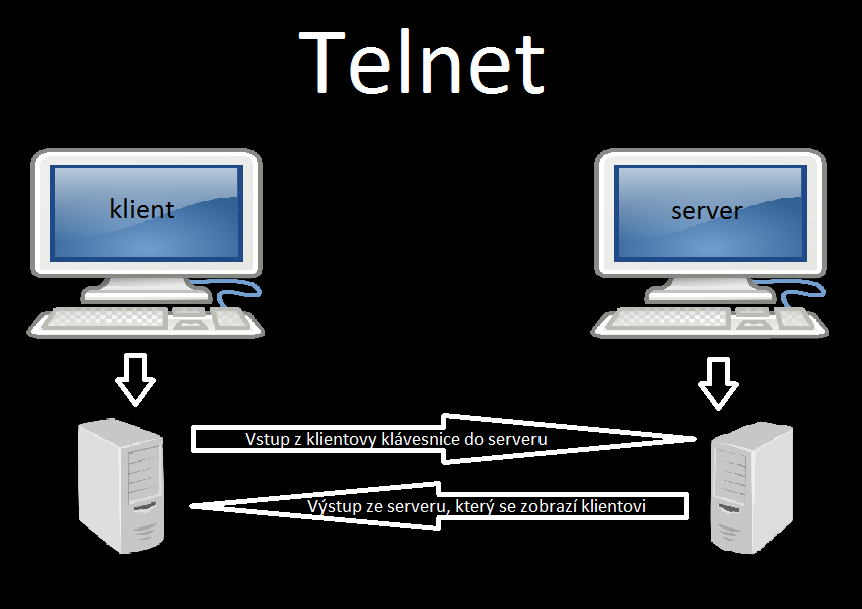 Telnet
klient
server
Vstup z klientovy klávesnice do serveru
Výstup ze serveru, který se zobrazí klientovi